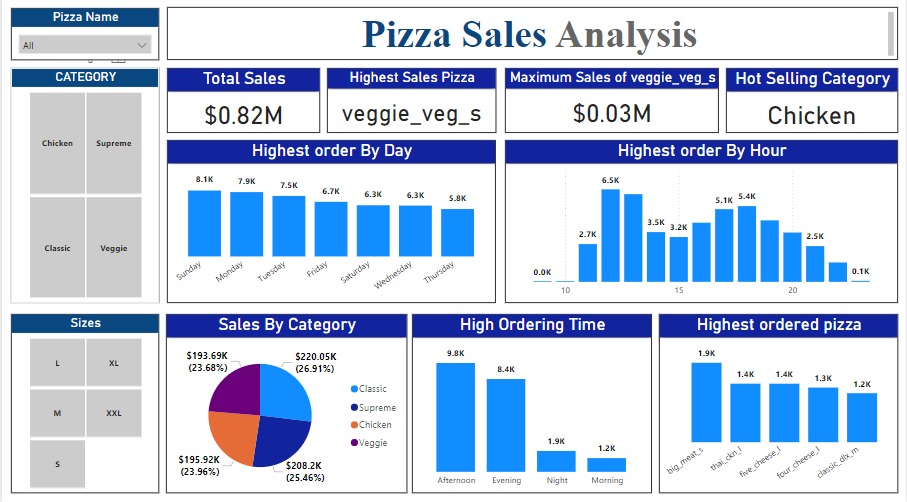 Pizza Name
All
Pizza Sales Analysis
CATEGORY
Chicken
Supreme
Classic
Veggie
Total Sales
$0.82M
Highest Sales Pizza
veggie_veg_s
Maximum Sales of veggie_veg_s
$0.03M
Hot Selling Category
Chicken
Highest order By Day
8.1K
7.9K
7.5K
6.7K
6.3K
6.3K
5.8K
Sunday
Monday
Tuesday
Friday
Saturday
Wednesday
Thursday
Highest order By Hour
0.0K
2.7K
6.5K
3.5K
3.2K
5.1K
5.4K
2.5K
0.1K
10
15
20
Sizes
L
XL
M
XXL
S
Sales By Category
$193.69K
(23.68%)
$220.05K
(26.91%)
$195.92K
(23.96%)
$208.2K
(25.46%)
Classic
Supreme
Chicken
Veggie
High Ordering Time
9.8K
8.4K
1.9K
1.2K
Afternoon
Evening
Night
Morning
Highest ordered pizza
1.9K
1.4K
1.4K
1.3K
1.2K
big_meat_s
thai_ckn_l
five_cheese_l
four_cheese_l
classic_dlx_m